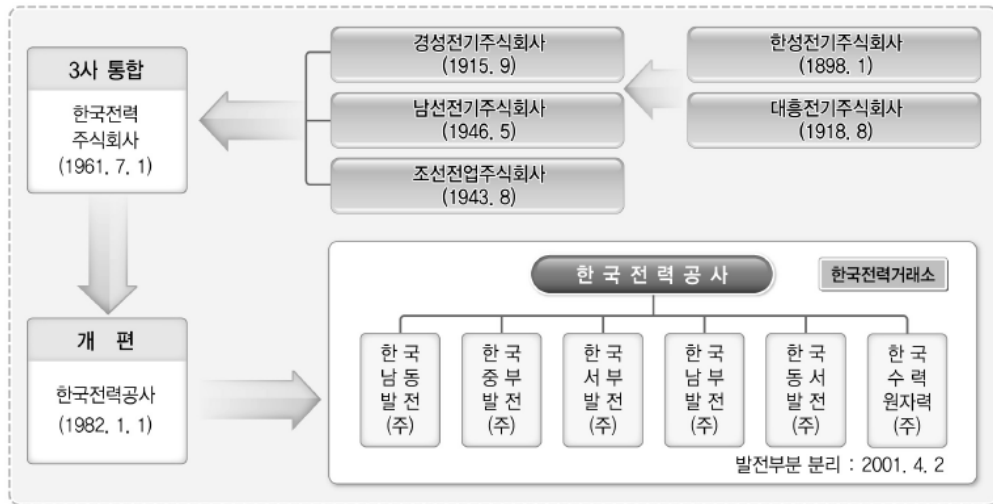 한성전기주식회사
(1898. 1)
대흥전기주식회사
(1918. 8)
경성전기주식회사
(1915. 9)
남선전기주식회사
(1946. 5)
조선전업주식회사
(1943. 8)
3사 통합
한국전력
주식회사
(1961. 7. 1)
개 편
한국전력공사
(1982. 1. 1)
한 국 전 력 공 사
한국전력거래소
한 국
남 동
발 전
(주)
한 국
중 부
발 전
(주)
한 국
서 부
발 전
(주)
한 국
남 부
발 전
(주)
한 국
동 서
발 전
(주)
한 국
수 력
원자력
(주)
발전부분 분리 : 2001. 4. 2